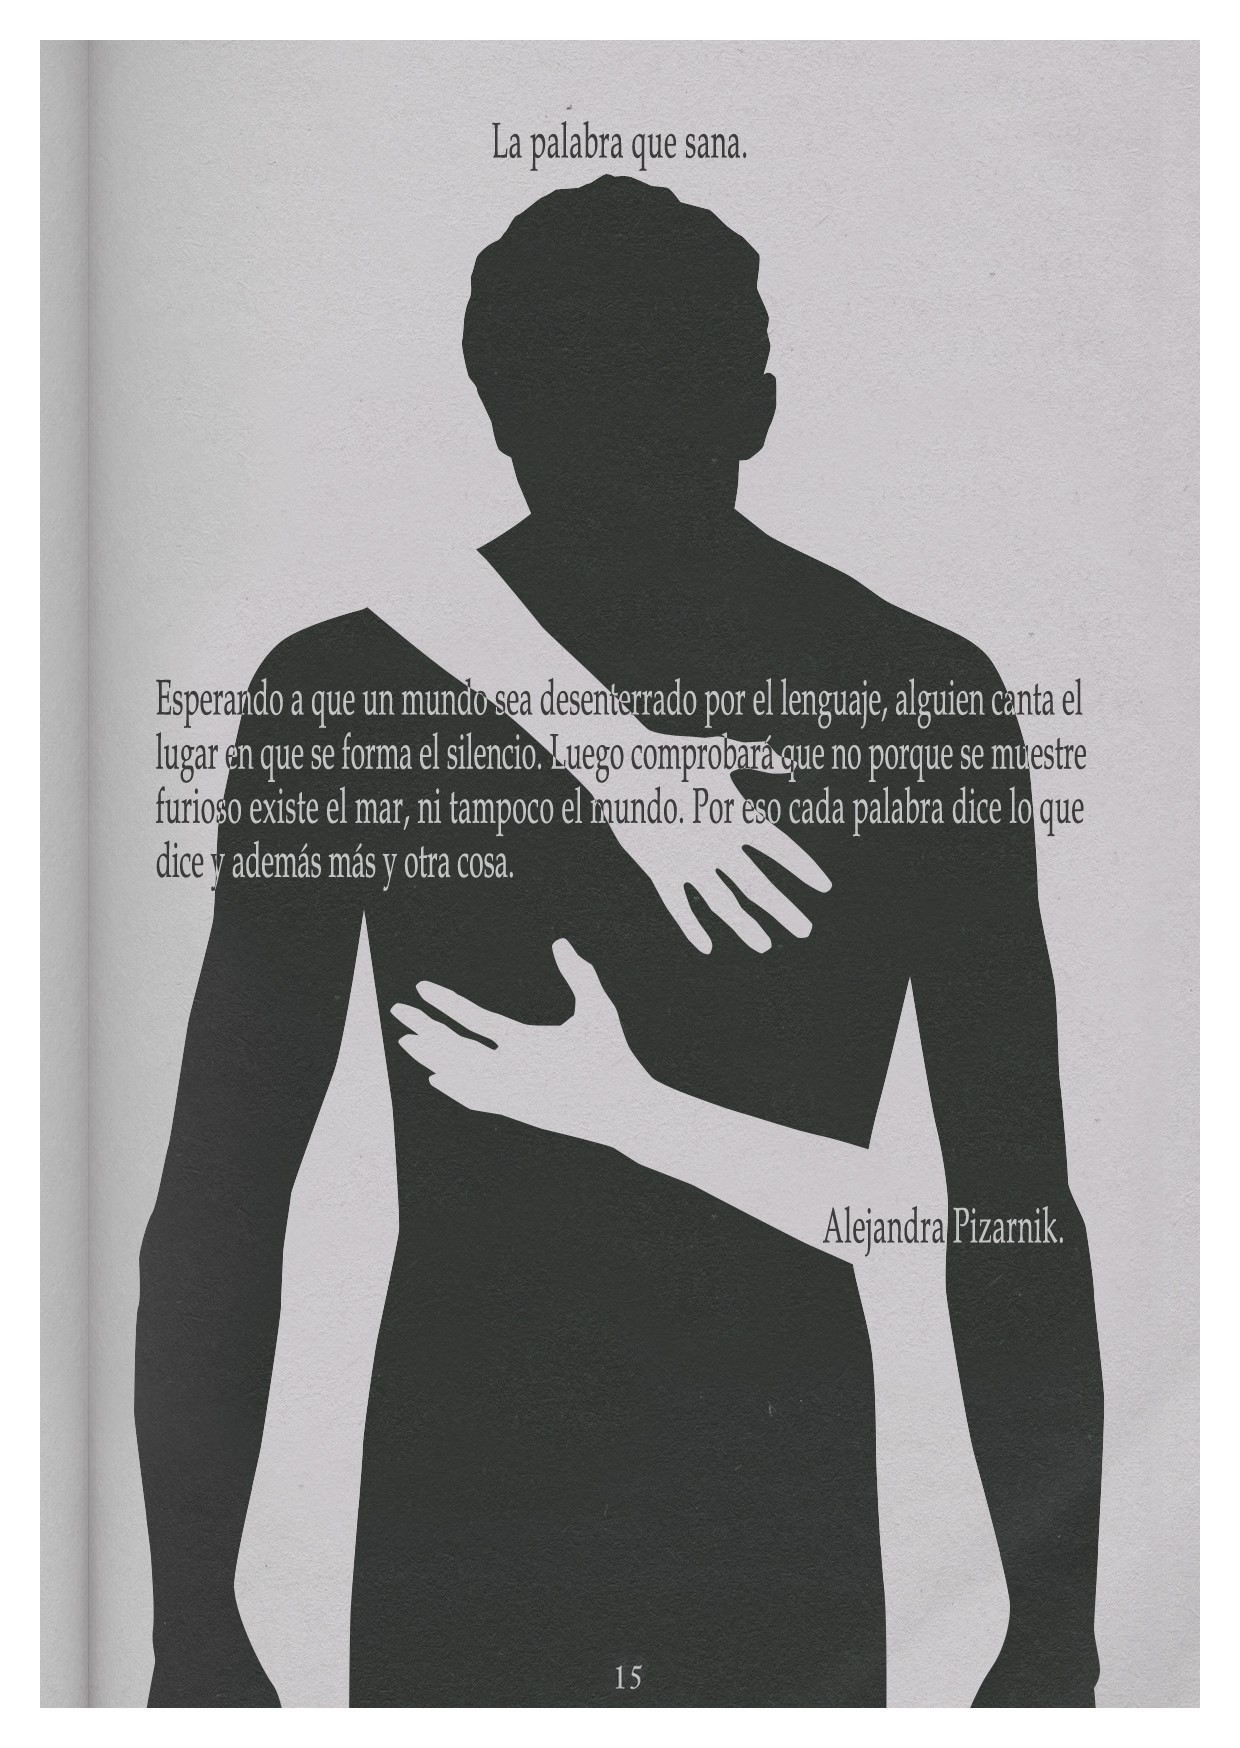 La palabra que sana.
Esperando a que un mundo sea desenterrado por el lenguaje, alguien canta el
lugar en que se forma el silencio. Luego comprobará que no porque se muestre
furioso existe el mar, ni tampoco el mundo. Por eso cada palabra dice lo que
dice y además más y otra cosa.
Alejandra Pizarnik.
15